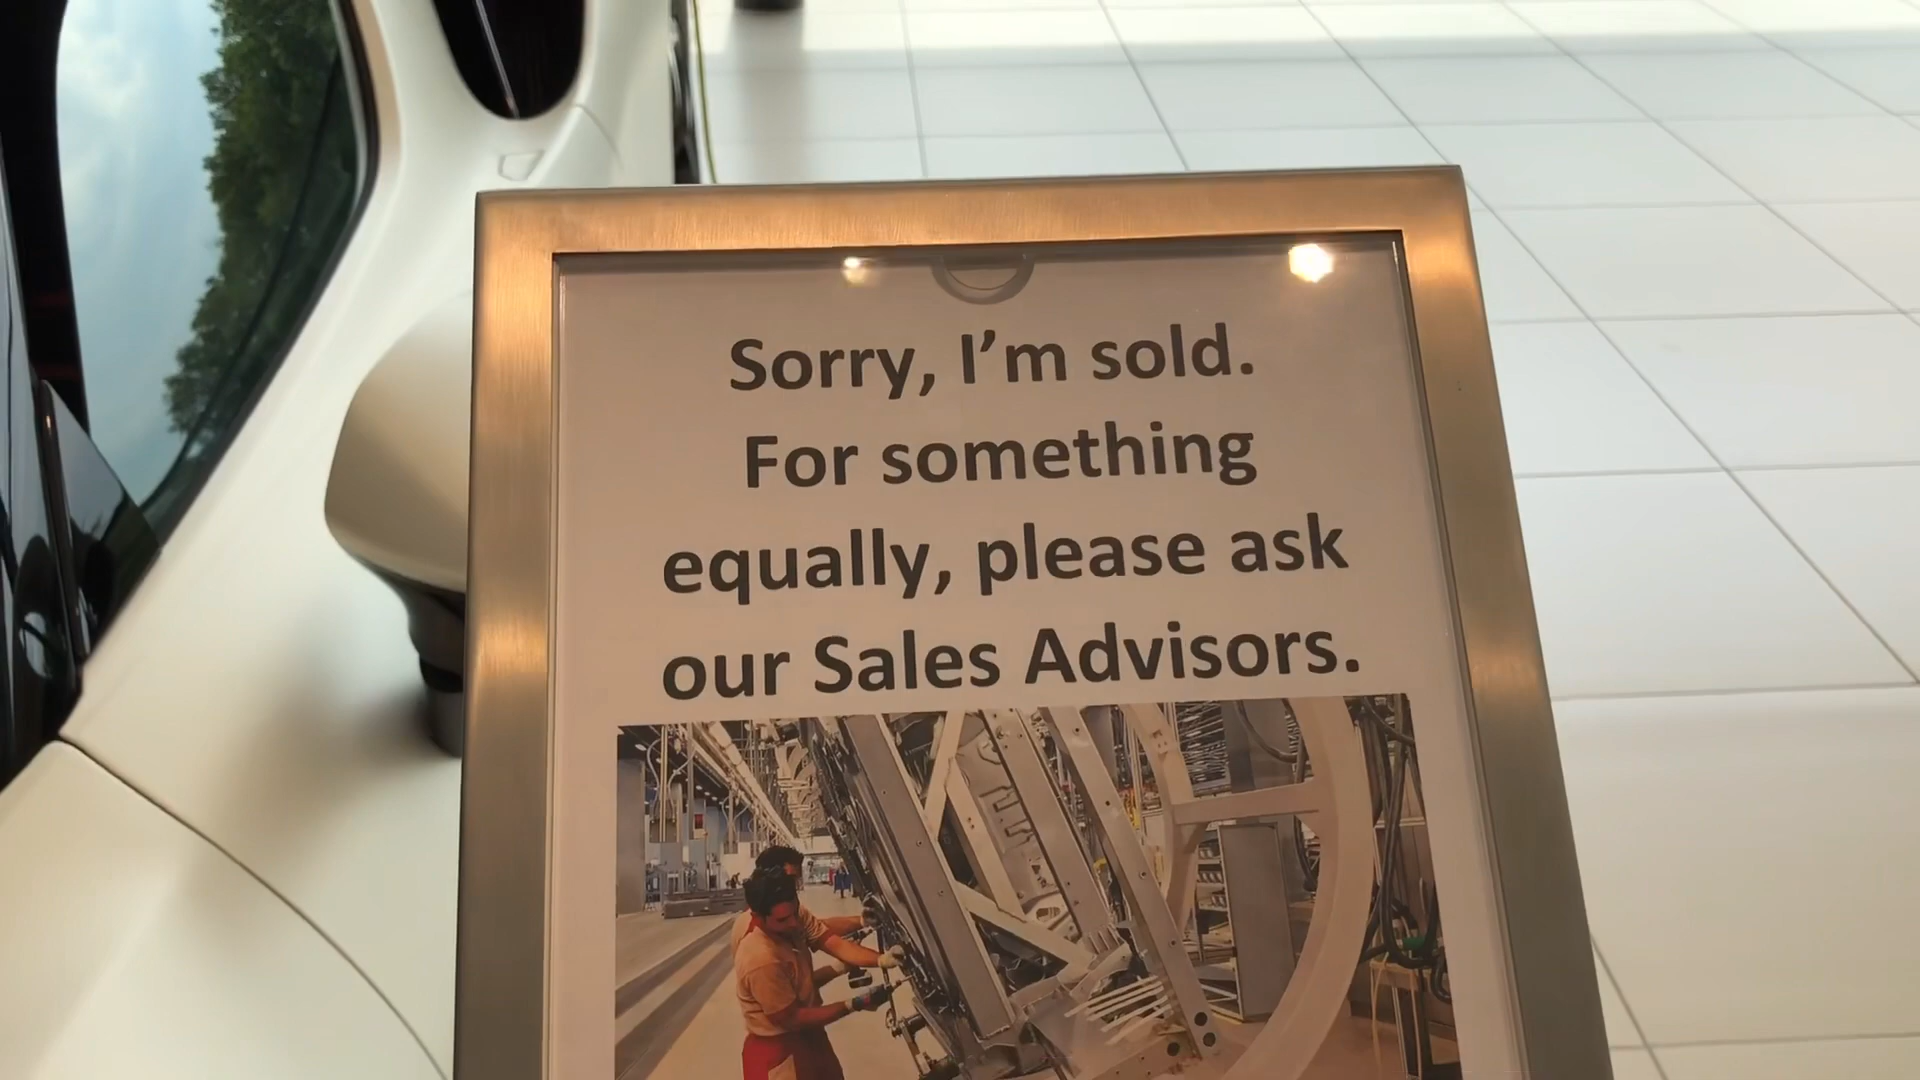 Sorry, I’m sold.
For something
equally, please ask
our Sales Advisors.